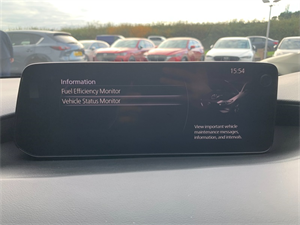 15:54
Information
Fuel Efficiency Monitor
Vehicle Status Monitor
View important vehicle
maintenance messages,
information, and intervals.